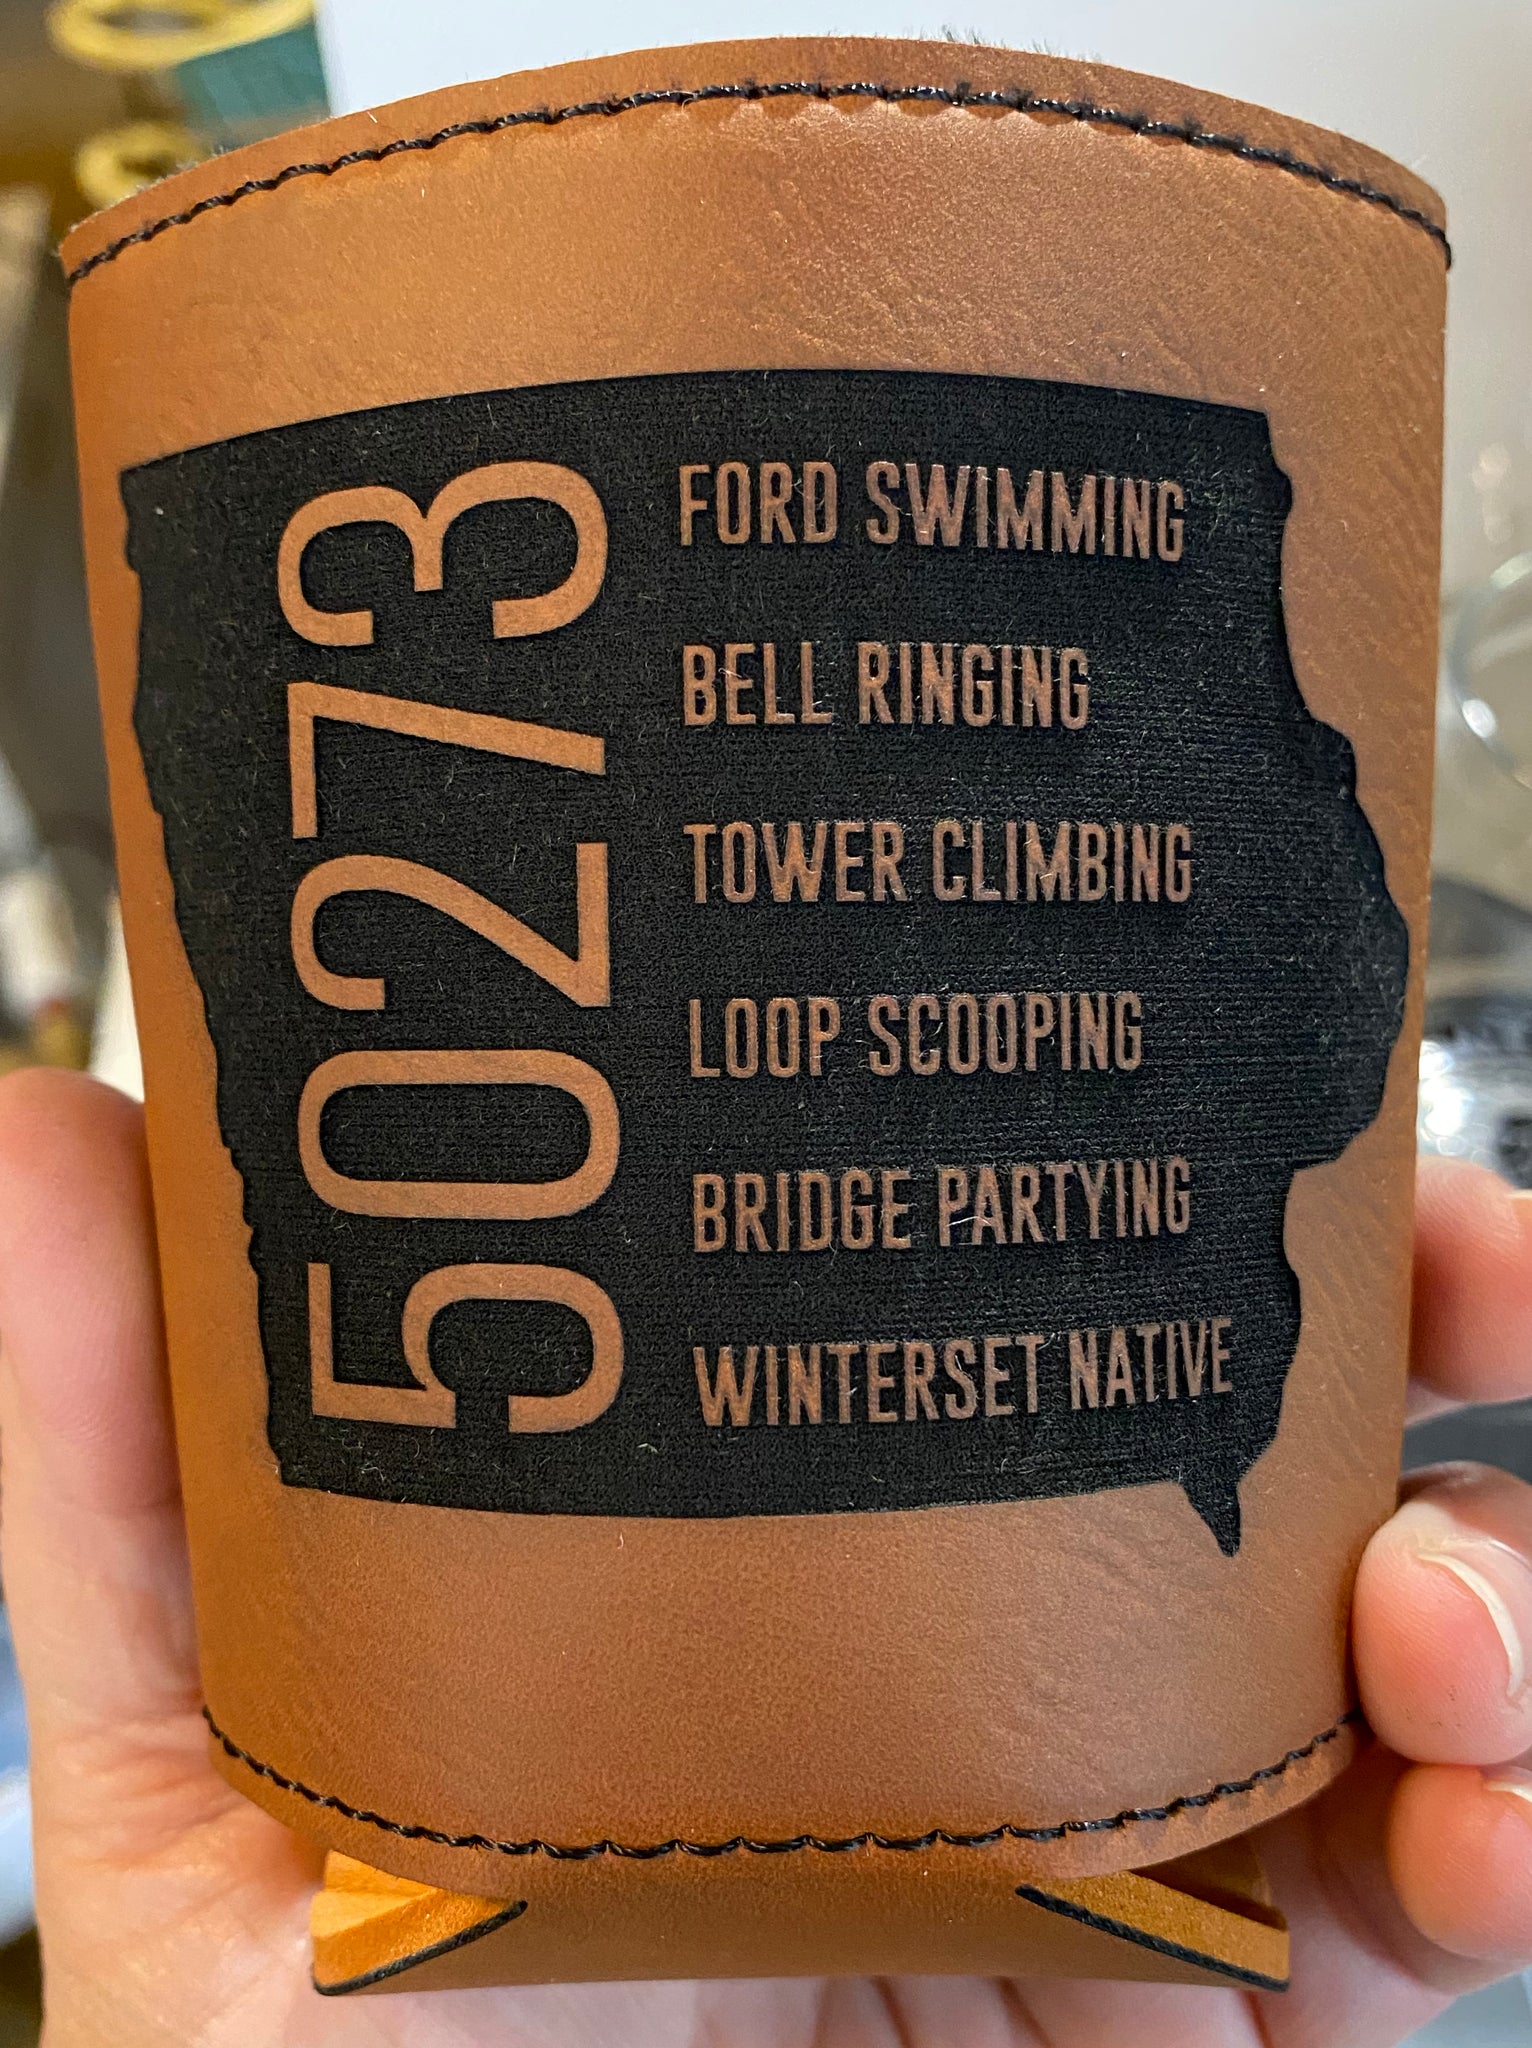 50273
FORD SWIMMING
BELL RINGING
TOWER CLIMBING
LOOP SCOOPING
BRIDGE PARTYING
WINTERSET NATIVE